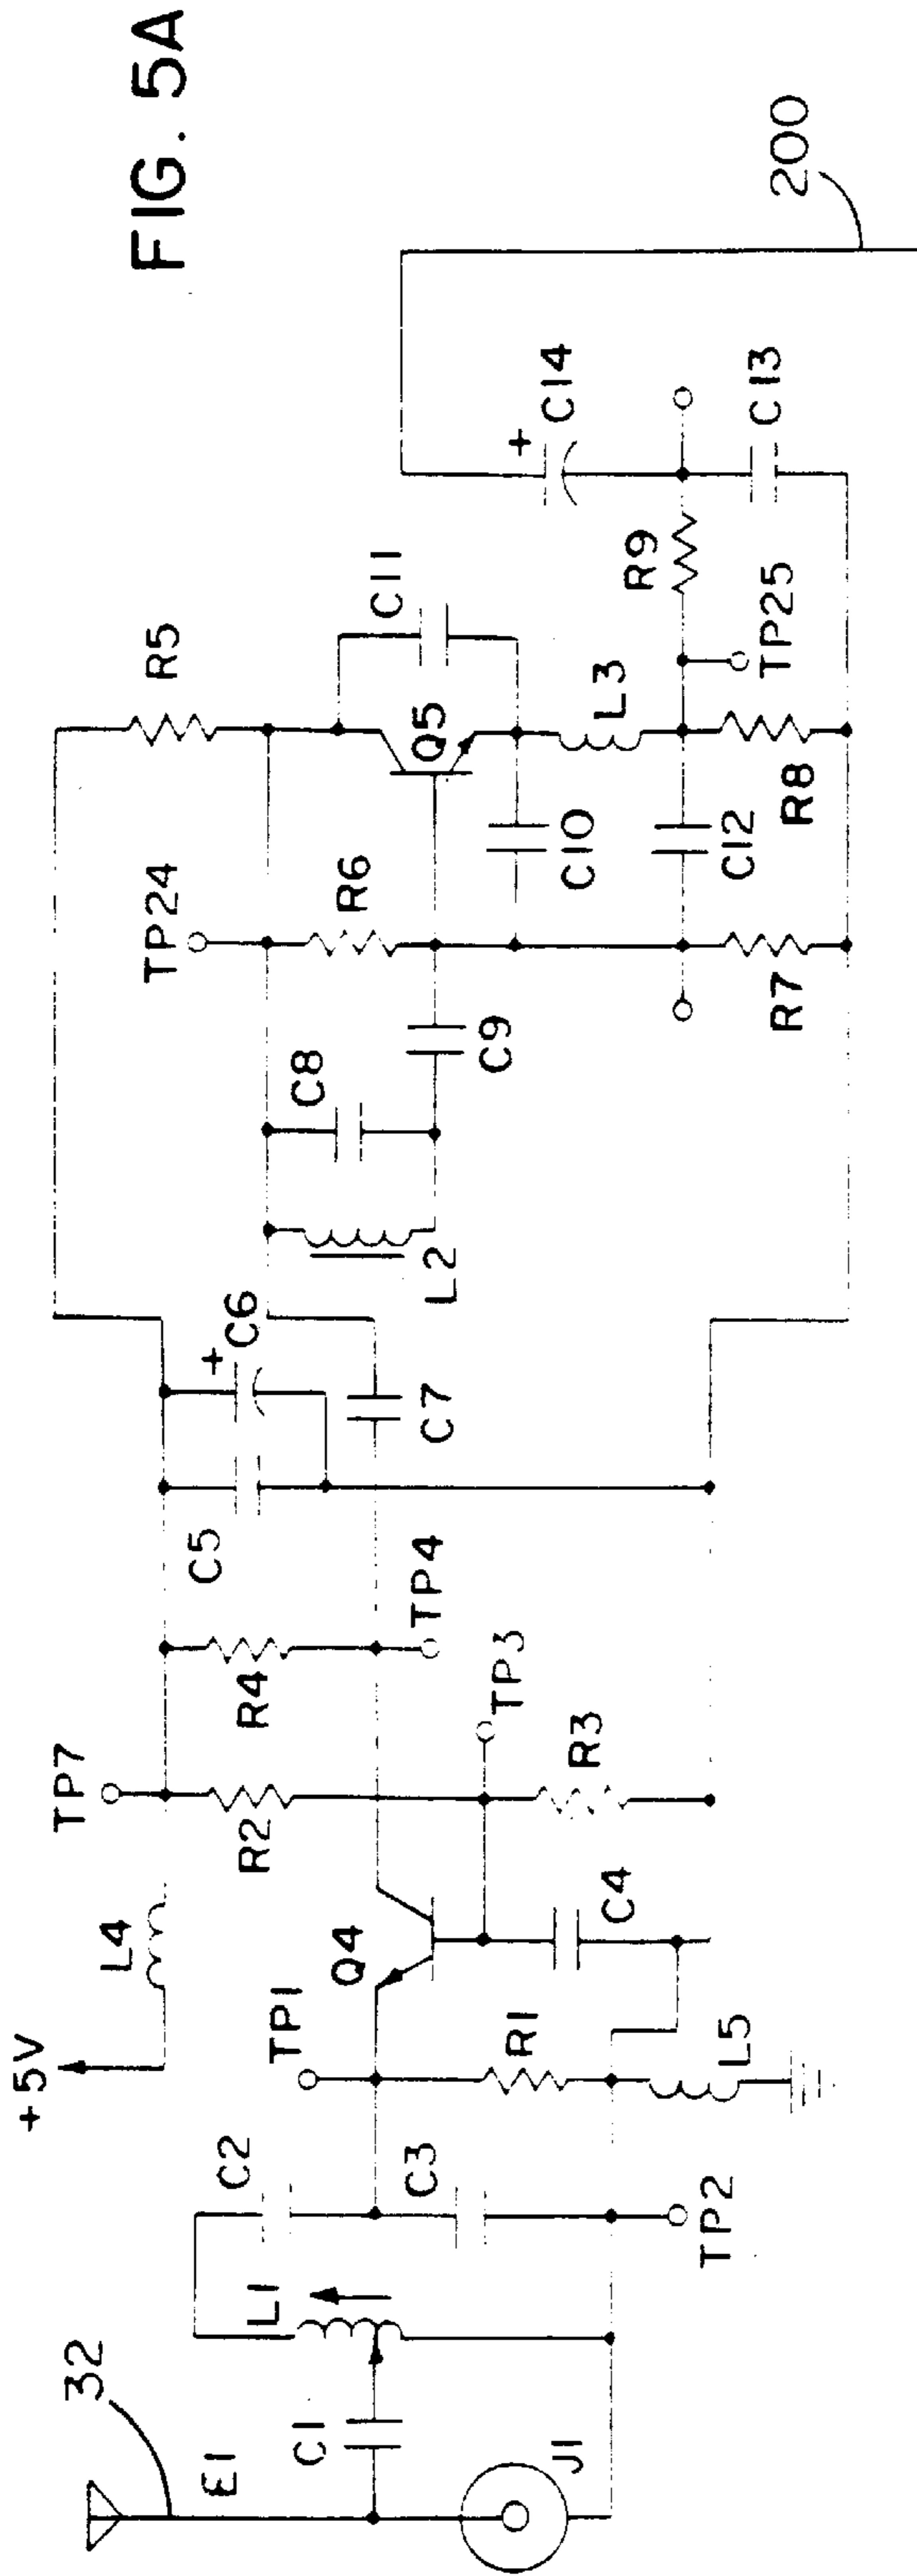 FIG. 5A
+5V
L4
TP7
R2
R4
TP4
C5
C6
+
C7
L2
C8
C9
TP24
R6
R5
Q5
C11
C10
L3
C12
R7
R8
R9
TP25
C14
+
C13
200
32
E1
C1
J1
L1
C2
C3
TP2
TP1
Q4
R1
L5
C4
TP3
R3